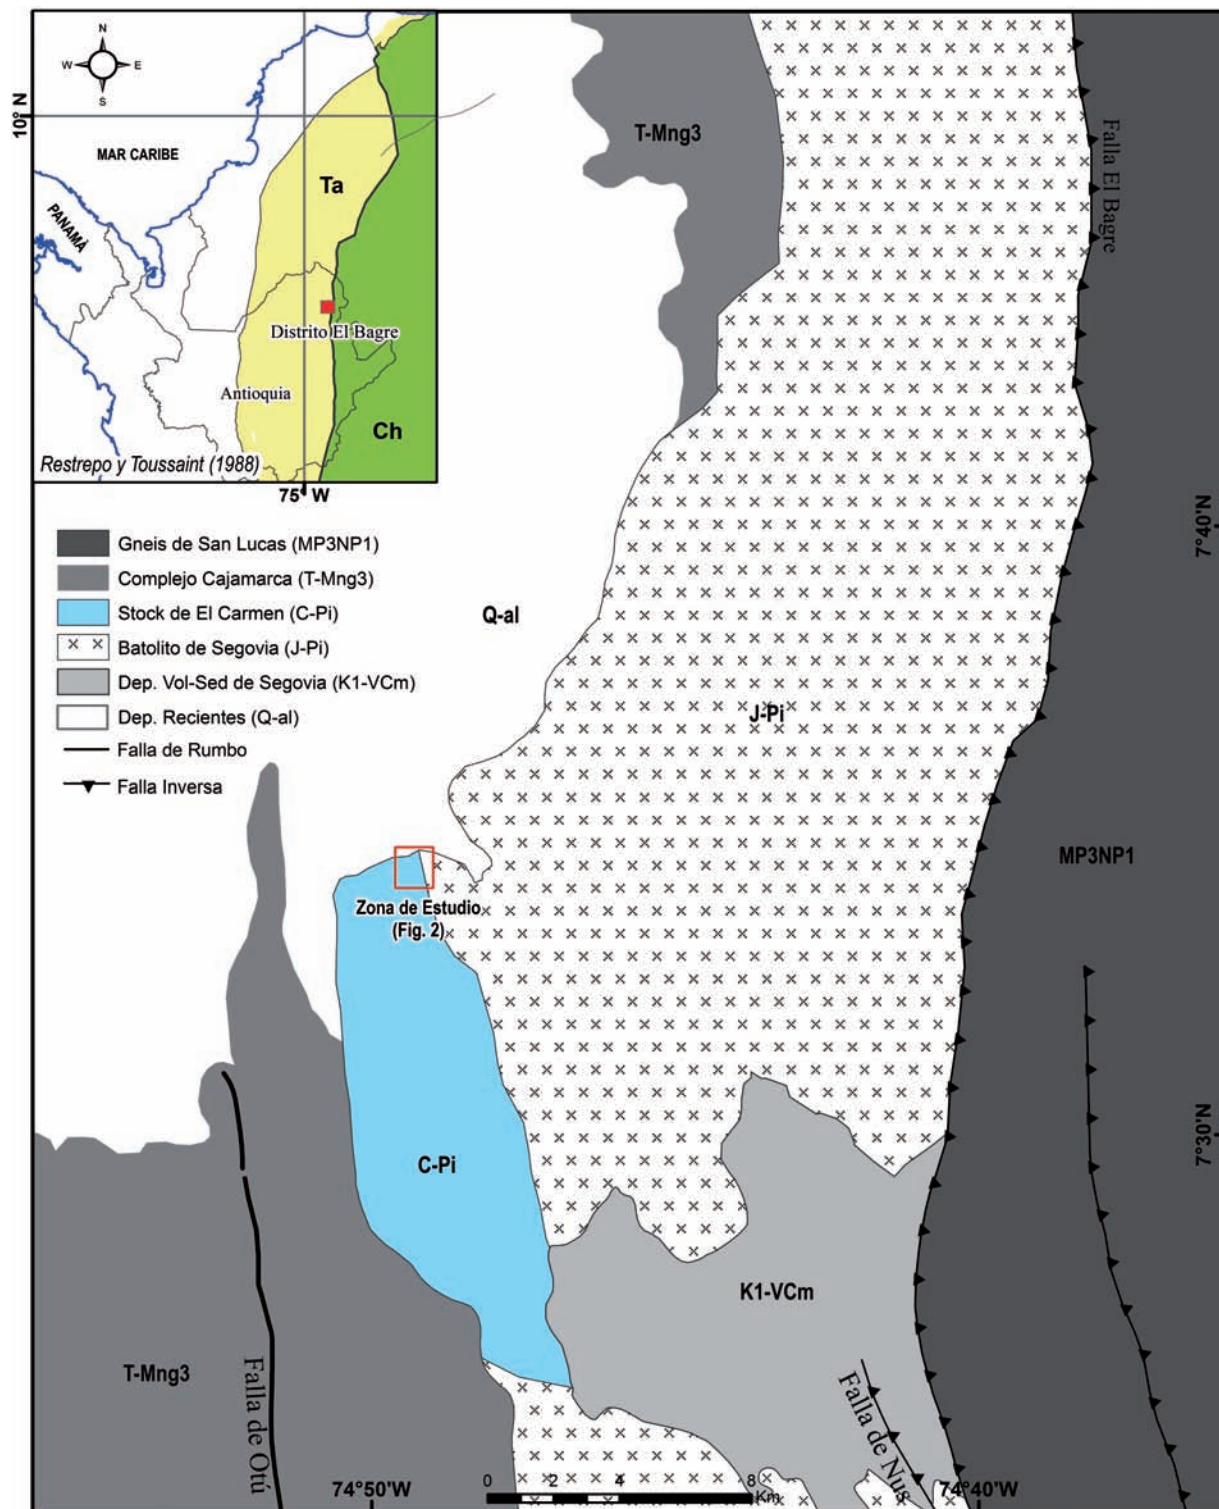 N
W E
S
10° N
MAR CARIBE
PANAMÁ
Ta
Distrito El Bagre
Antioquia
Ch
Restrepo y Toussaint (1988)
75° W
Gneis de San Lucas (MP3NP1)
Complejo Cajamarca (T-Mng3)
Stock de El Carmen (C-Pi)
Batolito de Segovia (J-Pi)
Dep. Vol-Sed de Segovia (K1-VCm)
Dep. Recientes (Q-al)
Falla de Rumbo
Falla Inversa
T-Mng3
Falla El Bagre
7°40'N
Q-al
J-Pi
MP3NP1
Zona de Estudio
(Fig. 2)
7°30'N
C-Pi
K1-VCm
T-Mng3
Falla de Otú
Falla de Nus
74°50'W
0 2 4 8
Km
74°40'W